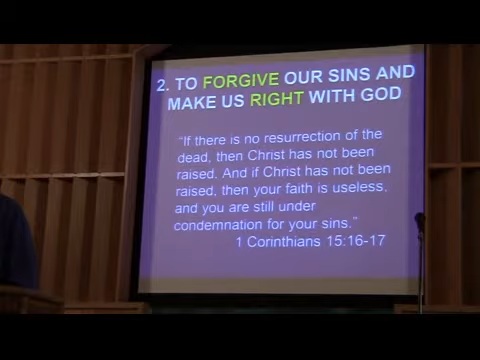 2. TO FORGIVE OUR SINS AND
MAKE US RIGHT WITH GOD
“If there is no resurrection of the
dead, then Christ has not been
raised. And if Christ has not been
raised, then your faith is useless,
and you are still under
condemnation for your sins.”
1 Corinthians 15:16-17